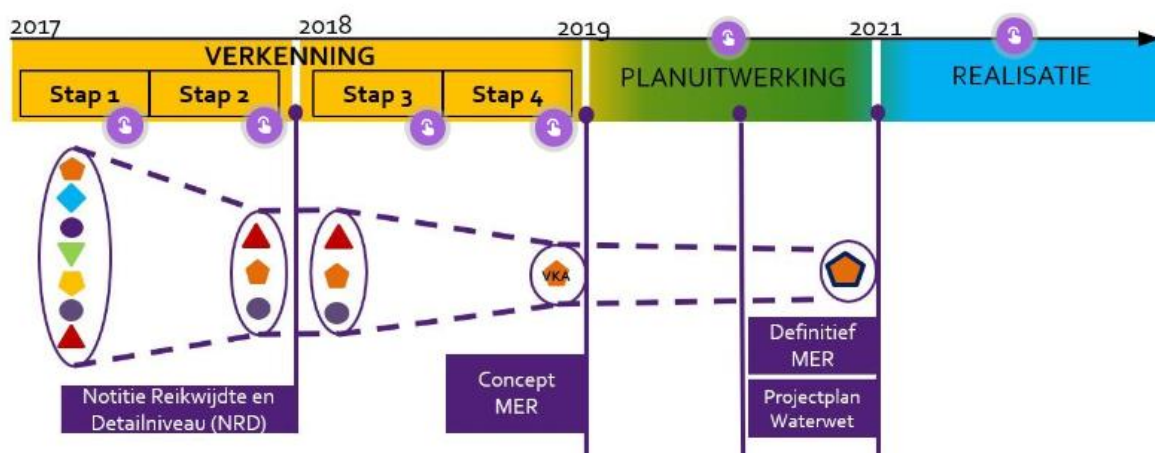 2017 2018 2019 2021
VERKENNING
PLANUITWERKING
REALISATIE
Stap 1 Stap 2 Stap 3 Stap 4
VKA
Notitie Reikwijdte en
Detailniveau (NRD)
Concept
MER
Definitief
MER
Projectplan
Waterwet